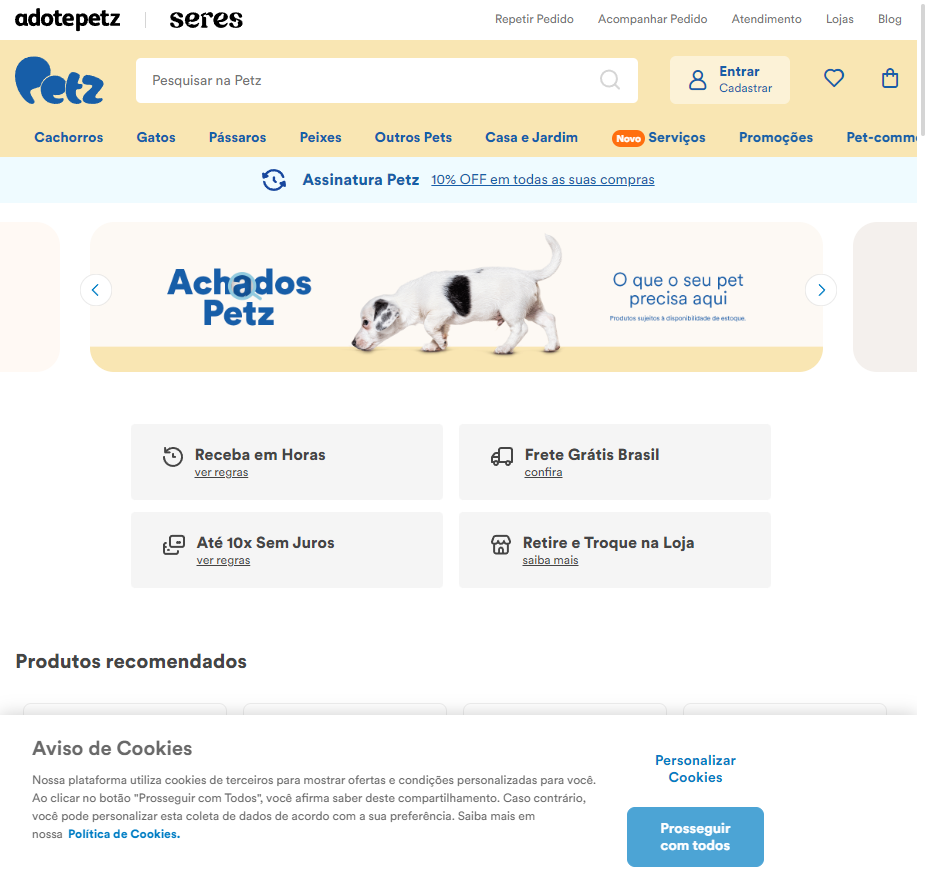 adotepetz
seres
Repetir Pedido
Acompanhar Pedido
Atendimento
Lojas
Blog
Petz
Pesquisar na Petz
Entrar
Cadastrar
Cachorros
Gatos
Pássaros
Peixes
Outros Pets
Casa e Jardim
Novo Serviços
Promoções
Pet-comm
Assinatura Petz 10% OFF em todas as suas compras
Achados
Petz
O que o seu pet
precisa aqui
Produtos sujeitos à disponibilidade de estoque.
Receba em Horas
ver regras
Frete Grátis Brasil
confira
Até 10x Sem Juros
ver regras
Retire e Troque na Loja
saiba mais
Produtos recomendados
Aviso de Cookies
Nossa plataforma utiliza cookies de terceiros para mostrar ofertas e condições personalizadas para você.
Ao clicar no botão “Prosseguir com Todos”, você afirma saber deste compartilhamento. Caso contrário,
você pode personalizar esta coleta de dados de acordo com a sua preferência. Saiba mais em
nossa Política de Cookies.
Personalizar
Cookies
Prosseguir
com todos